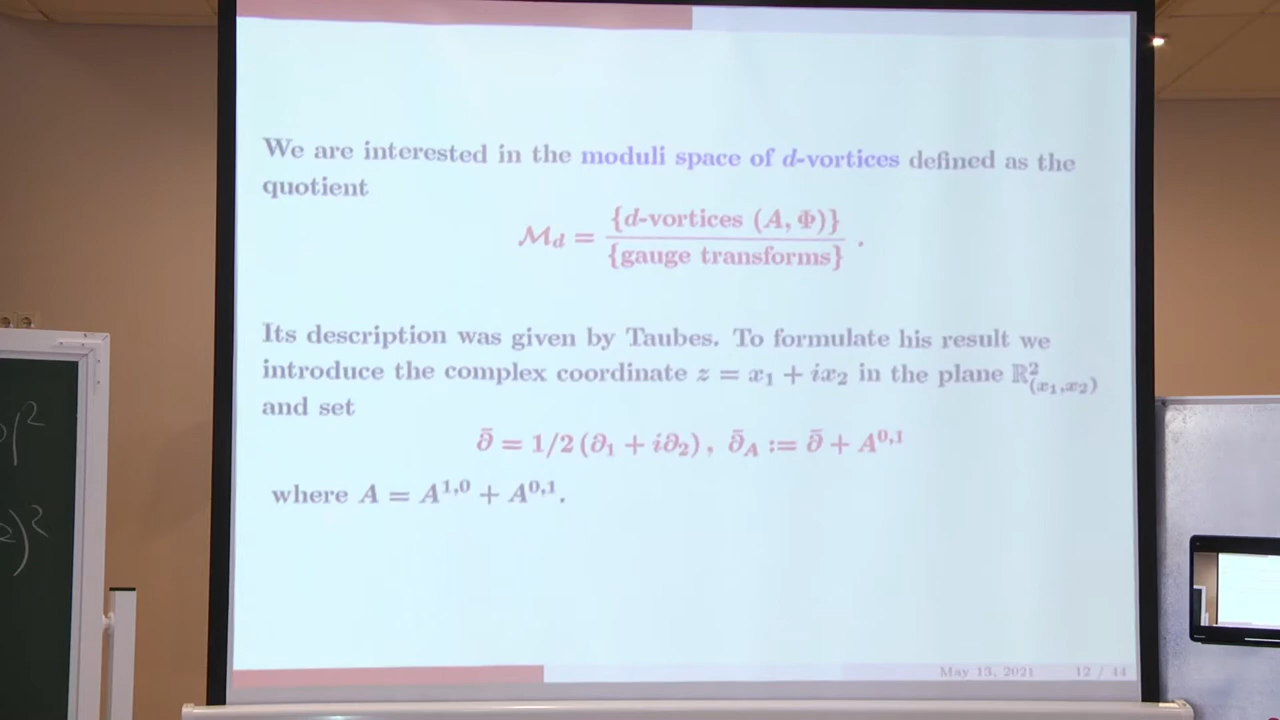 We are interested in the moduli space of d-vortices defined as the
quotient
𝓜_d = {d-vortices (A, Φ)} / {gauge transforms} .
Its description was given by Taubes. To formulate his result we
introduce the complex coordinate z = x₁ + ix₂ in the plane ℝ²_(x₁,x₂)
and set
∂̄ = 1/2 (∂₁ + i∂₂) , ∂̄_A := ∂̄ + A^{0,1}
where A = A^{1,0} + A^{0,1}.
May 13, 2021 12 / 44